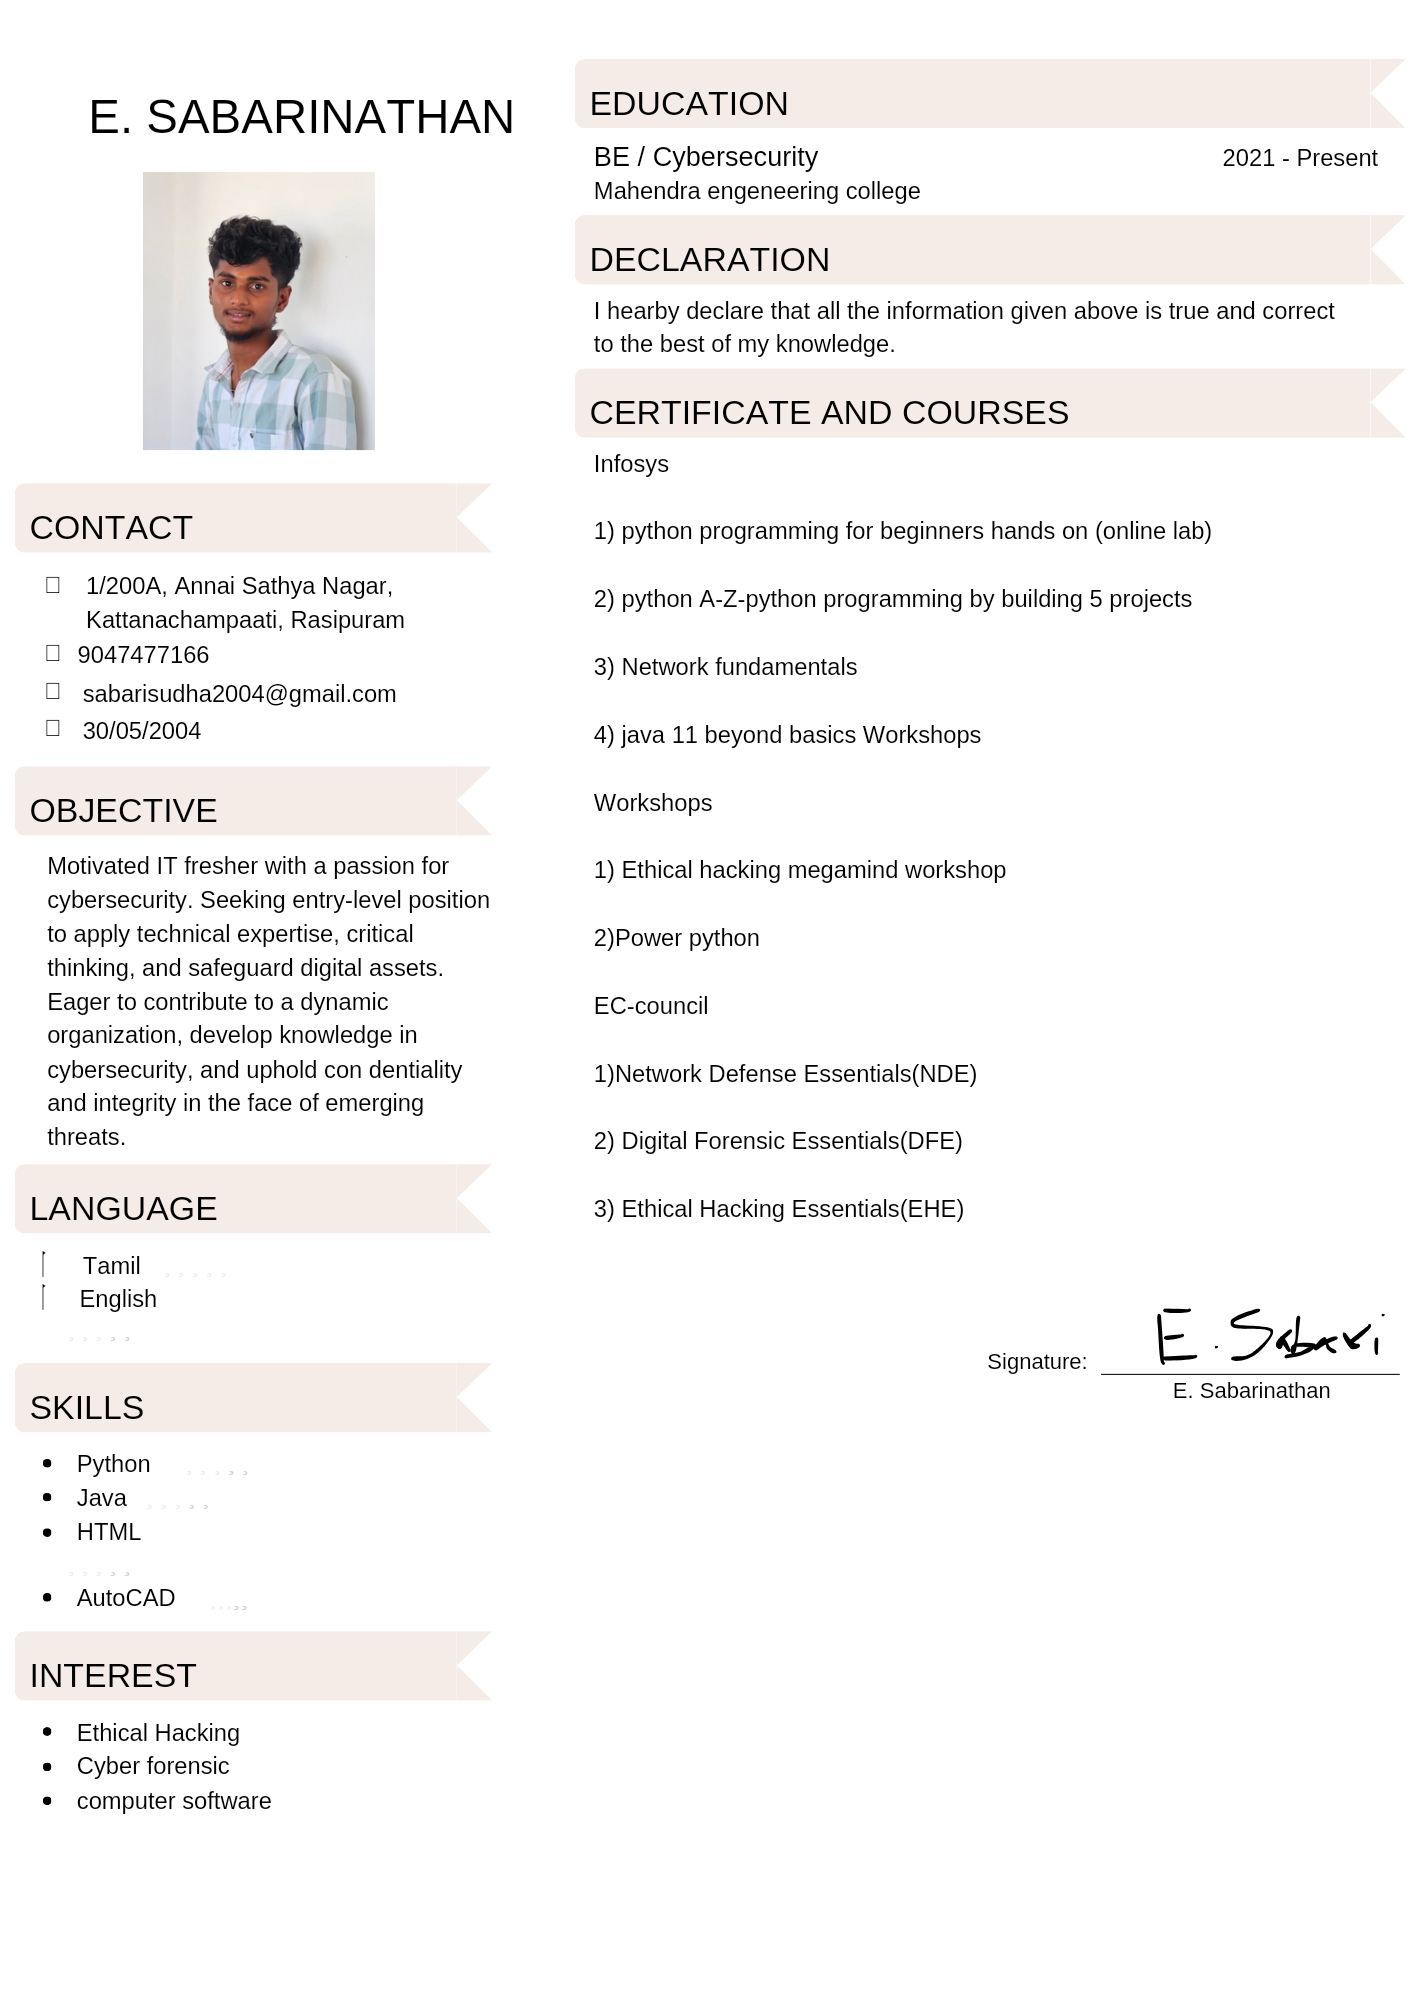 E. SABARINATHAN
CONTACT
1/200A, Annai Sathya Nagar,
Kattanachampaati, Rasipuram
9047477166
sabarisudha2004@gmail.com
30/05/2004
OBJECTIVE
Motivated IT fresher with a passion for
cybersecurity. Seeking entry-level position
to apply technical expertise, critical
thinking, and safeguard digital assets.
Eager to contribute to a dynamic
organization, develop knowledge in
cybersecurity, and uphold con dentiality
and integrity in the face of emerging
threats.
LANGUAGE
Tamil
English
SKILLS
• Python
• Java
• HTML
• AutoCAD
INTEREST
• Ethical Hacking
• Cyber forensic
• computer software
EDUCATION
BE / Cybersecurity 2021 - Present
Mahendra engeneering college
DECLARATION
I hearby declare that all the information given above is true and correct
to the best of my knowledge.
CERTIFICATE AND COURSES
Infosys
1) python programming for beginners hands on (online lab)
2) python A-Z-python programming by building 5 projects
3) Network fundamentals
4) java 11 beyond basics Workshops
Workshops
1) Ethical hacking megamind workshop
2)Power python
EC-council
1)Network Defense Essentials(NDE)
2) Digital Forensic Essentials(DFE)
3) Ethical Hacking Essentials(EHE)
Signature: E. Sabari
E. Sabarinathan